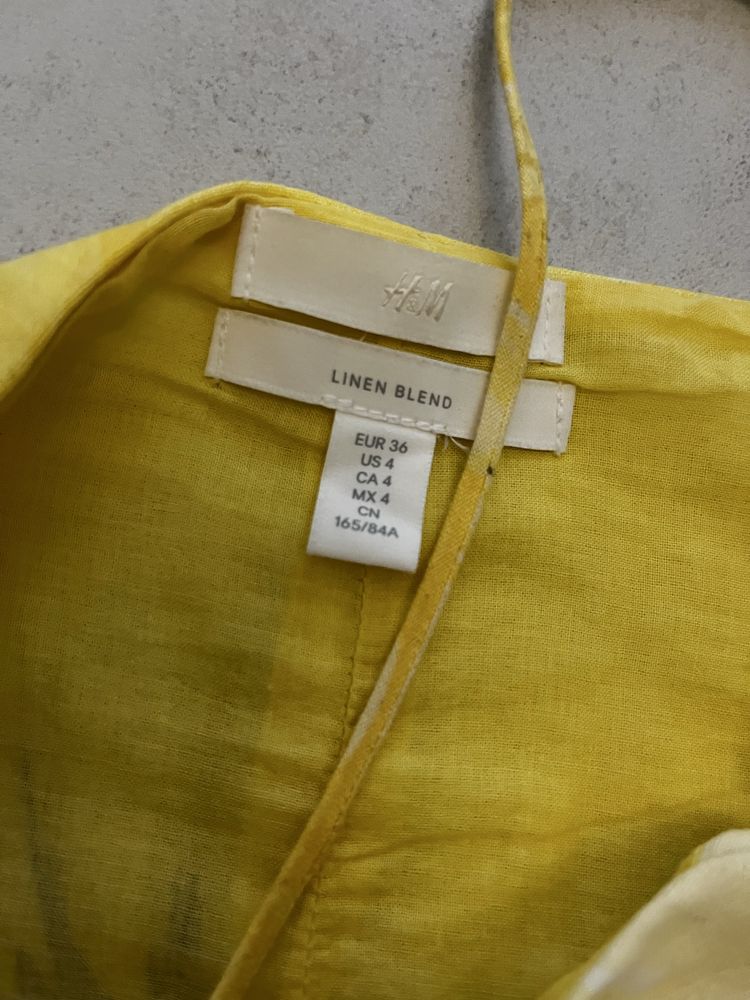 H&M
LINEN BLEND
EUR 36
US 4
CA 4
MX 4
CN
165/84A